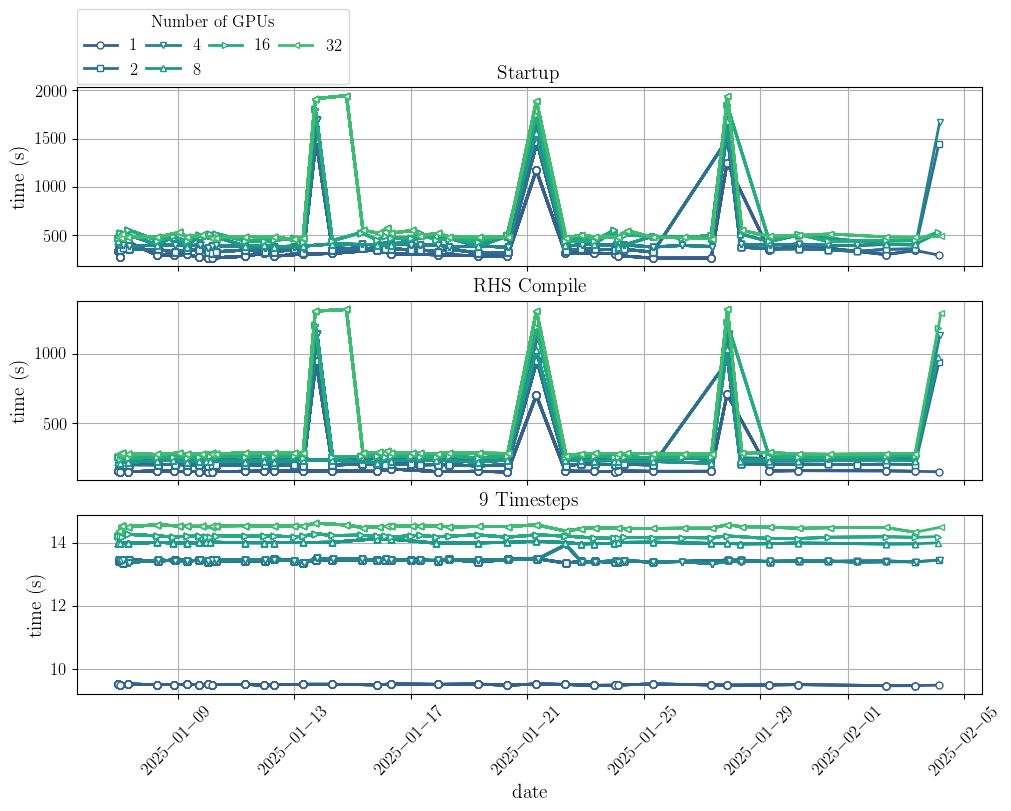 Number of GPUs
1 4 16 32
2 8
Startup
2000
1500
1000
500
time (s)
RHS Compile
1000
500
time (s)
9 Timesteps
14
12
10
time (s)
2025-01-09 2025-01-13 2025-01-17 2025-01-21 2025-01-25 2025-01-29 2025-02-01 2025-02-05
date